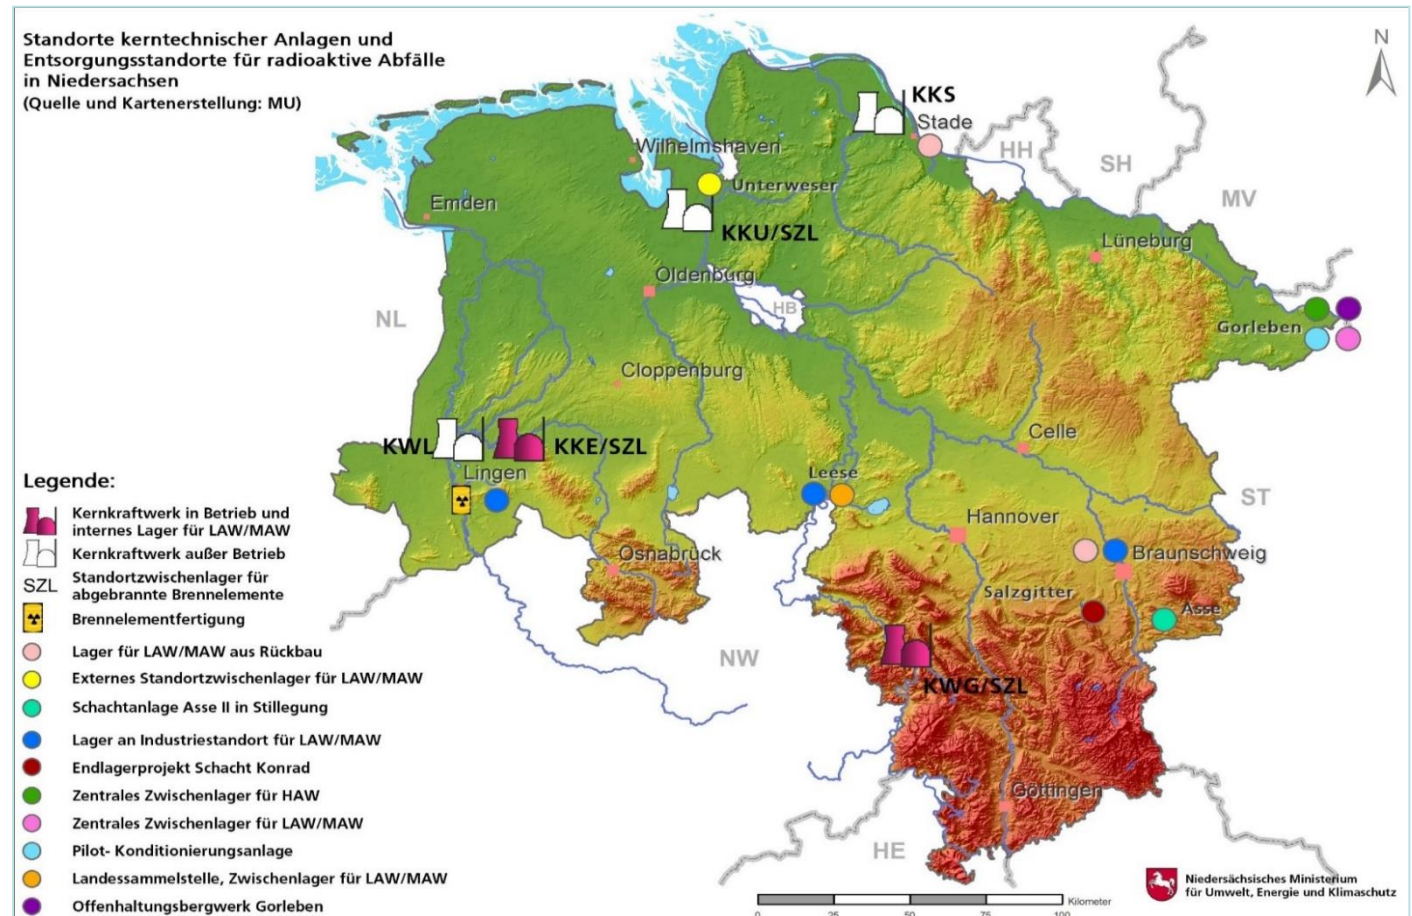 Standorte kerntechnischer Anlagen und
Entsorgungsstandorte für radioaktive Abfälle
in Niedersachsen
(Quelle und Kartenerstellung: MU)
N
KKS
Stade
HH
SH
MV
Wilhelmshaven
Unterweser
Emden
KKU/SZL
Lüneburg
Oldenburg
HB
NL
Gorleben
Cloppenburg
KWL
KKE/SZL
Celle
Lingen
Leese
ST
Hannover
Osnabrück
Braunschweig
Salzgitter
Asse
NW
KWG/SZL
Göttingen
HE
Legende:
Kernkraftwerk in Betrieb und
internes Lager für LAW/MAW
Kernkraftwerk außer Betrieb
SZL Standortzwischenlager für
abgebrannte Brennelemente
Brennelementfertigung
Lager für LAW/MAW aus Rückbau
Externes Standortzwischenlager für LAW/MAW
Schachtanlage Asse II in Stillegung
Lager an Industriestandort für LAW/MAW
Endlagerprojekt Schacht Konrad
Zentrales Zwischenlager für HAW
Zentrales Zwischenlager für LAW/MAW
Pilot- Konditionierungsanlage
Landessammelstelle, Zwischenlager für LAW/MAW
Offenhaltungsbergwerk Gorleben
Niedersächsisches Ministerium
für Umwelt, Energie und Klimaschutz
Kilometer
0 25 50 75 100